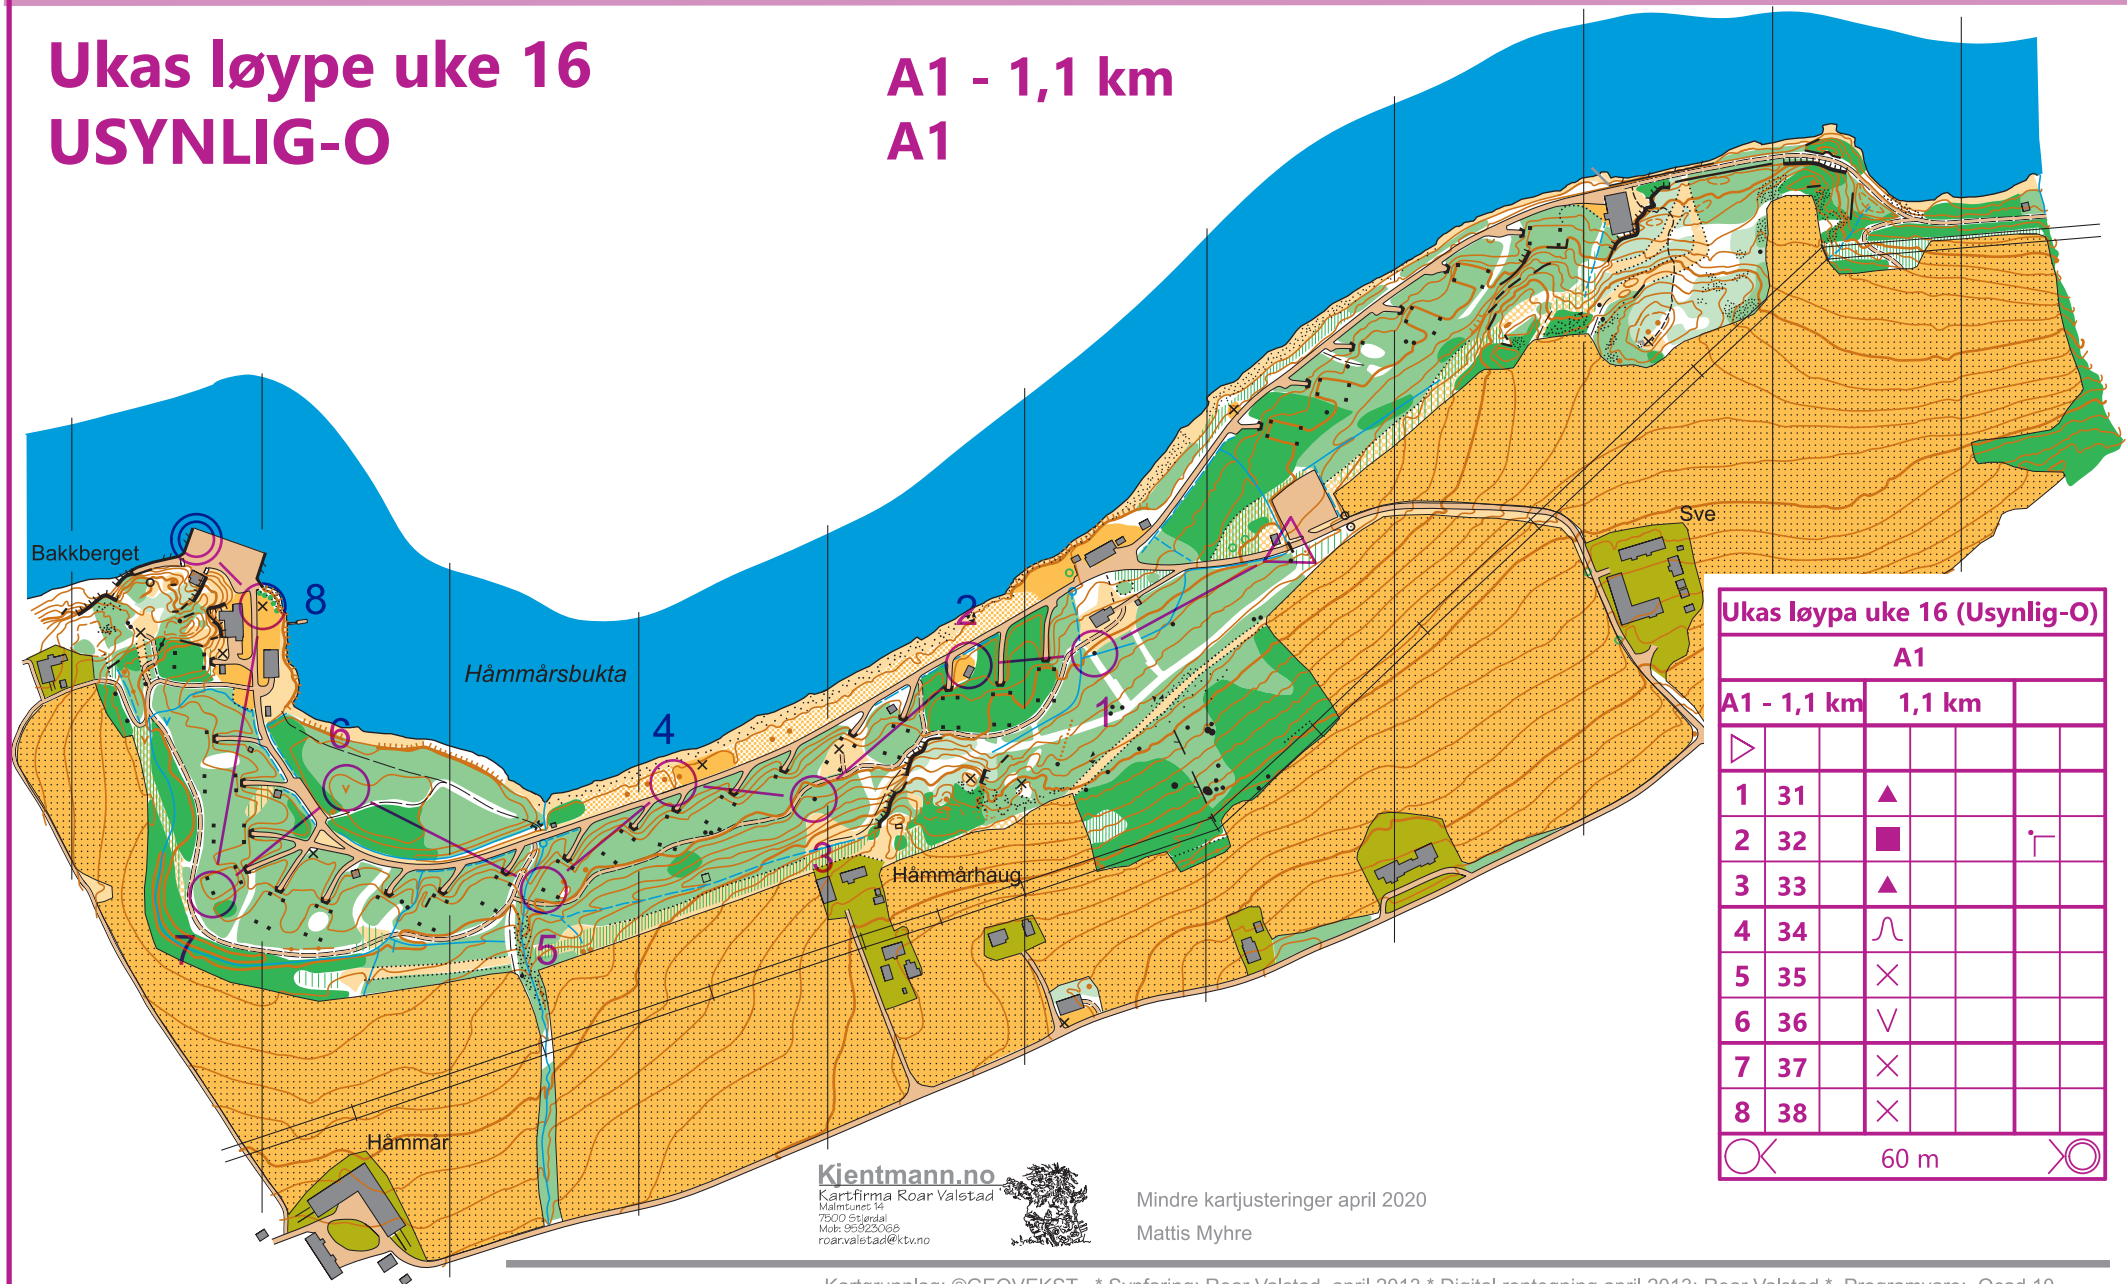 Ukas løype uke 16
USYNLIG-O
A1 - 1,1 km
A1
Bakkberget
8
Sve
2
Håmmårsbukta
6
4
1
3
Håmmårhaug
7
5
Håmmår
Ukas løypa uke 16 (Usynlig-O)
A1
A1 - 1,1 km 1,1 km
1 31
2 32
3 33
4 34
5 35
6 36
7 37
8 38
60 m
Kjentmann.no
Kartfirma Roar Valstad
Malmtunet 14
7500 Stjørdal
Mob: 95923068
roar.valstad@ktv.no
Mindre kartjusteringer april 2020
Mattis Myhre